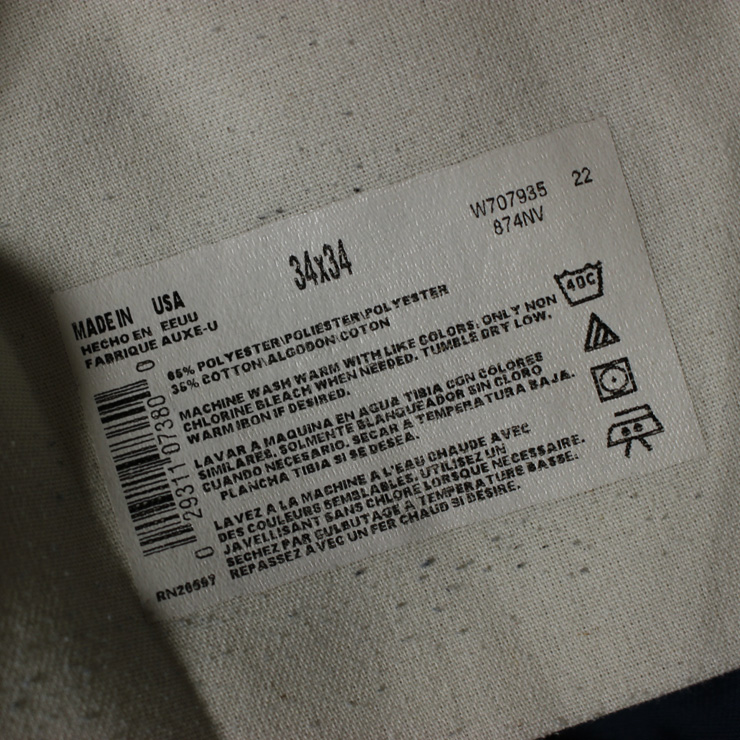 W707935 22
874NV
34x34
MADE IN USA
HECHO EN EEUU
FABRIQUE AUXE-U
65% POLYESTER\POLIESTER\POLYESTER
35% COTTON\ALGODON\COTON
MACHINE WASH WARM WITH LIKE COLORS. ONLY NON
CHLORINE BLEACH WHEN NEEDED. TUMBLE DRY LOW.
WARM IRON IF DESIRED.
LAVAR A MAQUINA EN AGUA TIBIA CON COLORES
SIMILARES. SOLMENTE BLANQUEADOR SIN CLORO
CUANDO NECESARIO. SECAR A TEMPERATURA BAJA.
PLANCHA TIBIA SI SE DESEA.
LAVEZ A LA MACHINE A L'EAU CHAUDE AVEC
DES COULEURS SEMBLABLES. UTILISEZ UN
JAVELLISANT SANS CHLORE LORSQUE NECESSAIRE.
SECHEZ PAR CULBUTAGE A TEMPERATURE BASSE.
REPASSEZ AVEC UN FER CHAUD SI DESIRE.
40C
0 29311 07380 0
RN26597